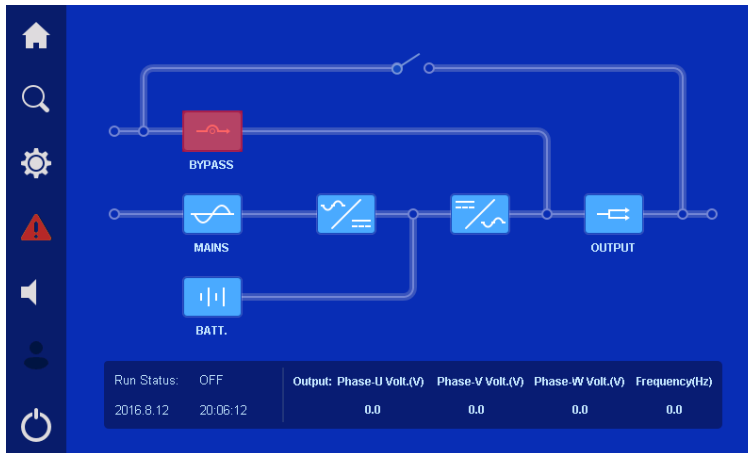 BYPASS
MAINS
OUTPUT
BATT.
Run Status: OFF Output: Phase-U Volt.(V) Phase-V Volt.(V) Phase-W Volt.(V) Frequency(Hz)
2016.8.12 20:06:12 0.0 0.0 0.0 0.0